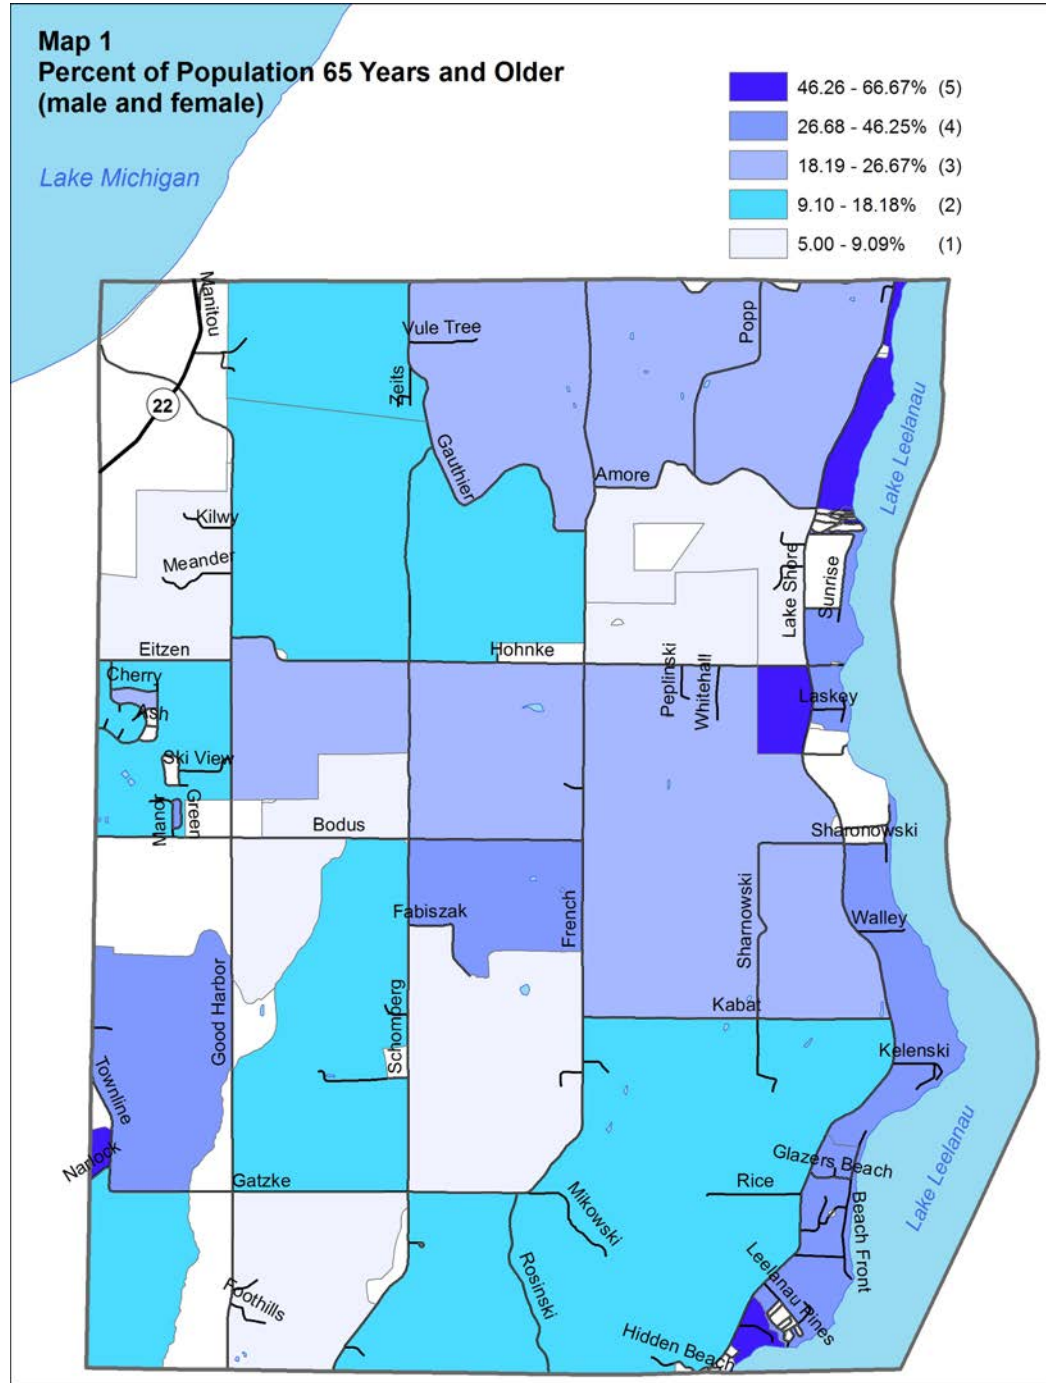 Map 1
Percent of Population 65 Years and Older
(male and female)
46.26 - 66.67% (5)
26.68 - 46.25% (4)
18.19 - 26.67% (3)
9.10 - 18.18% (2)
5.00 - 9.09% (1)
Lake Michigan
Manitou
22
Vule Tree
Zeits
Gauthier
Popp
Amore
Lake Leelanau
Kilwy
Meander
Lake Shore
Sunrise
Eitzen
Hohnke
Cherry
Ash
Peplinski
Whitehall
Laskey
Ski View
Manor
Green
Bodus
Sharonowski
Fabiszak
French
Sharnowski
Walley
Good Harbor
Schomberg
Kabat
Kelenski
Townline
Narlock
Glazers Beach
Lake Leelanau
Gatzke
Mikowski
Rice
Beach Front
Rosinski
Leelanau Pines
Foothills
Hidden Beach